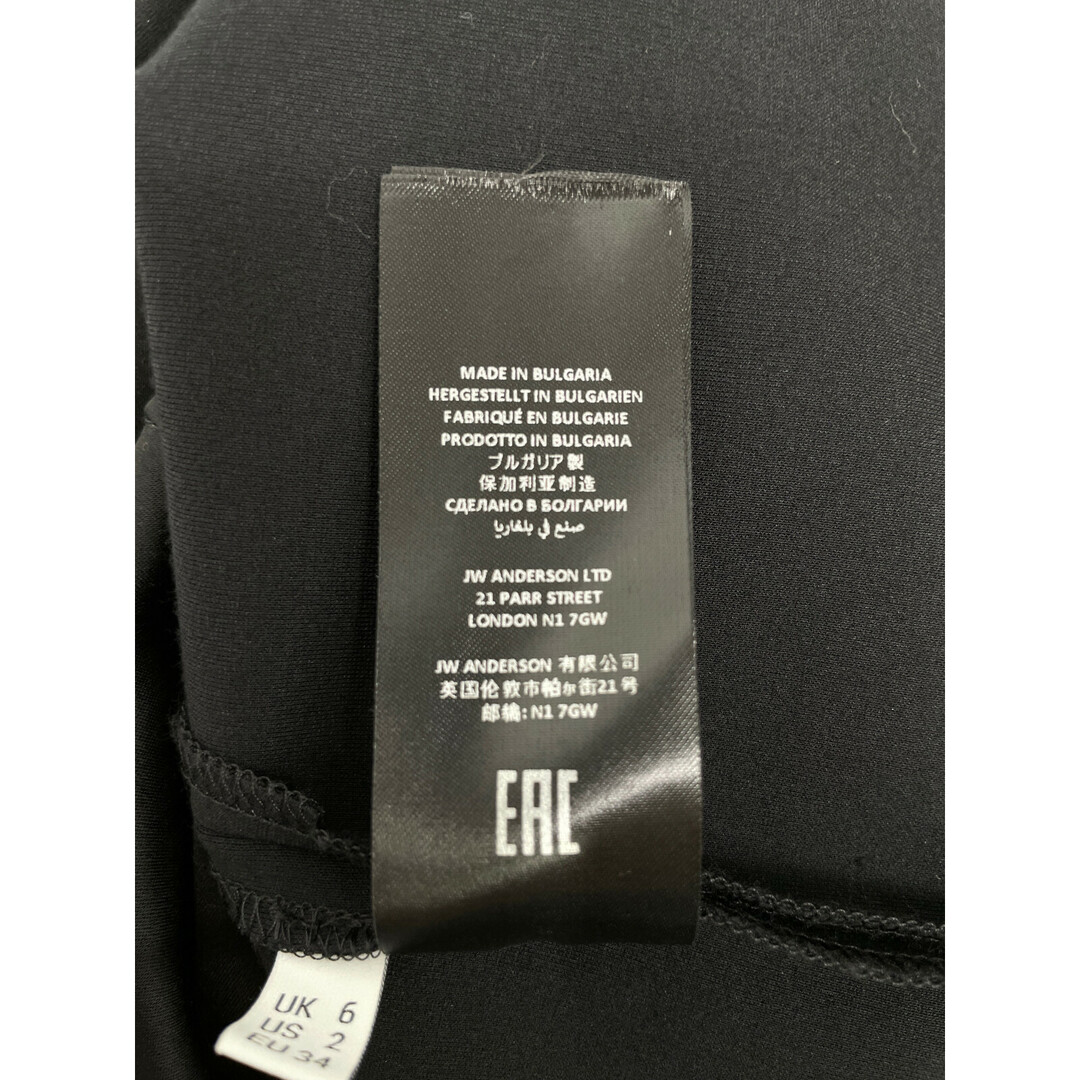 MADE IN BULGARIA
HERGESTELLT IN BULGARIEN
FABRIQUÉ EN BULGARIE
PRODOTTO IN BULGARIA
ブルガリア製
保加利亚制造
СДЕЛАНО В БОЛГАРИИ
صنع في بلغاريا
JW ANDERSON LTD
21 PARR STREET
LONDON N1 7GW
JW ANDERSON 有限公司
英国伦敦市帕尔街21号
邮编: N1 7GW
EAC
UK 6
US 2
EU 34